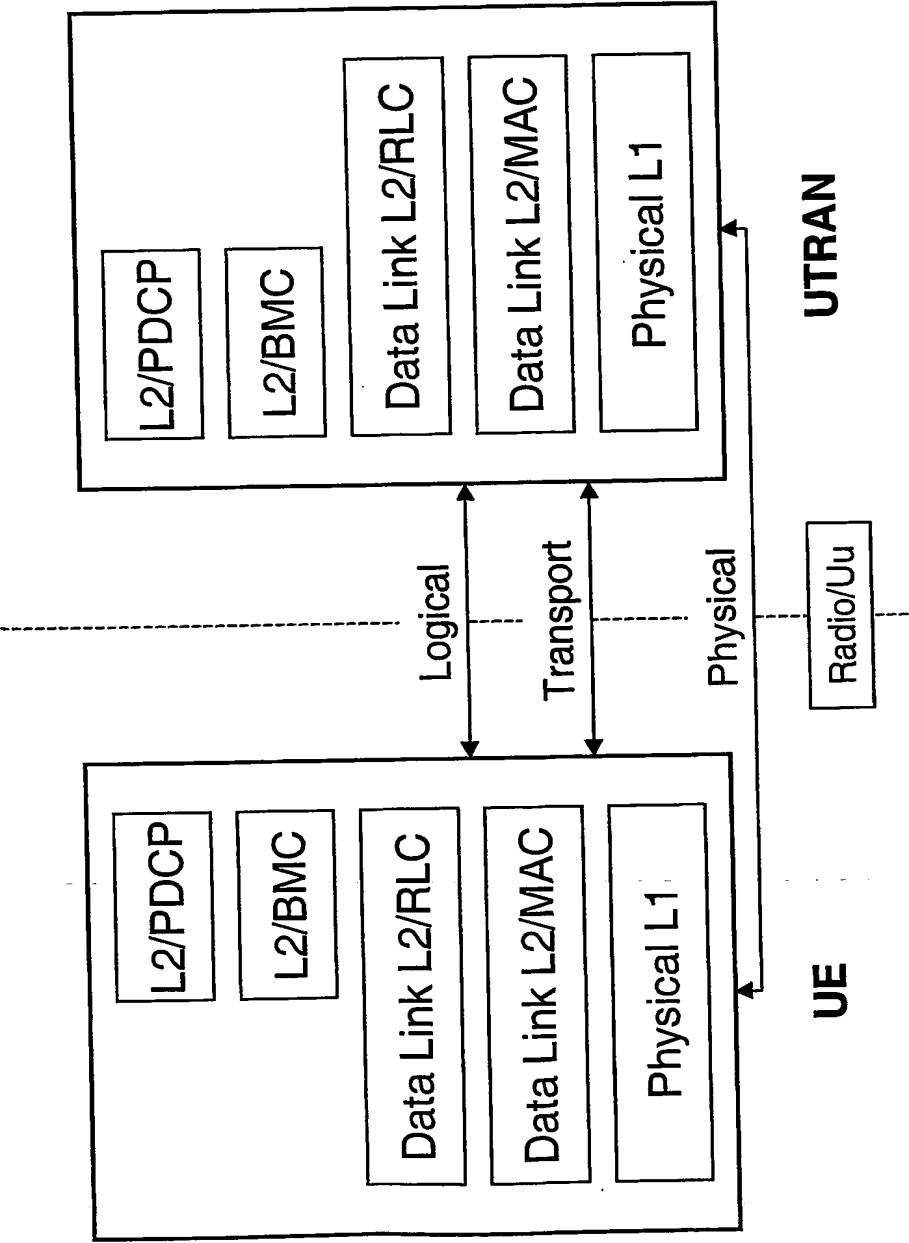 L2/PDCP
L2/BMC
Data Link L2/RLC
Data Link L2/MAC
Physical L1
UE
Logical
Transport
Physical
Radio/Uu
L2/PDCP
L2/BMC
Data Link L2/RLC
Data Link L2/MAC
Physical L1
UTRAN